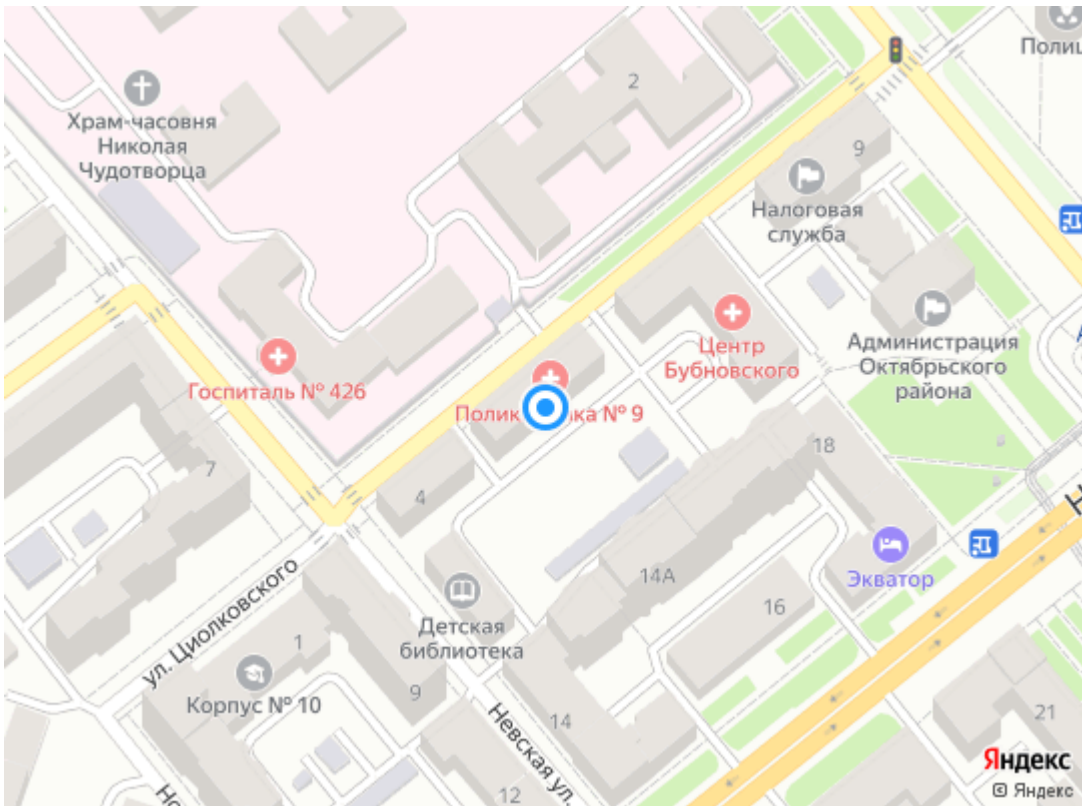 Полиц
2
Храм-часовня
Николая
Чудотворца
9
Налоговая
служба
Центр
Бубновского
Администрация
Октябрьского
района
Госпиталь № 426
№ 9
7
4
18
Экватор
14А
16
ул. Циолковского
Детская
библиотека
1
Корпус № 10
9
14
Невская ул.
21
12
Яндекс
© Яндекс